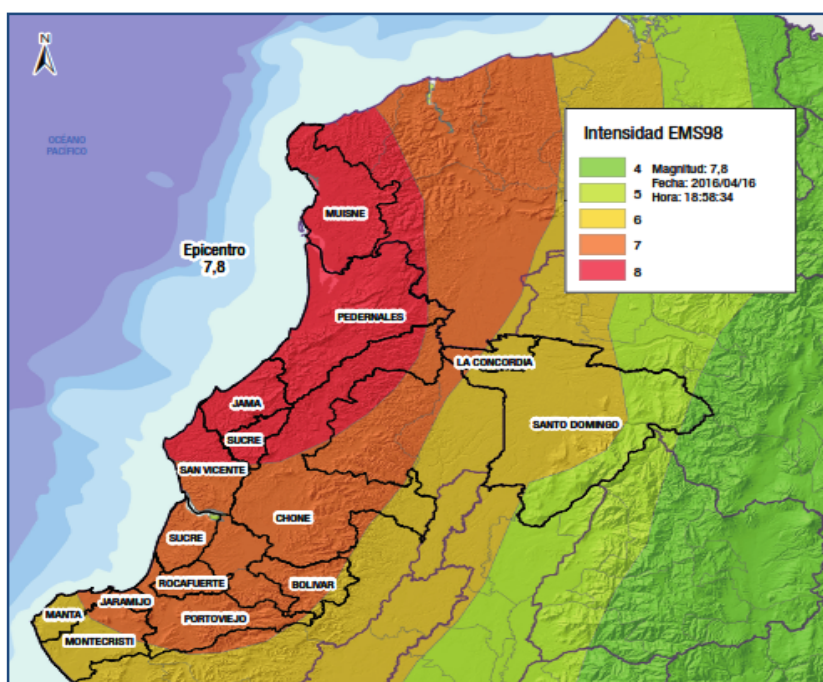 N
OCÉANO
PACÍFICO
Intensidad EMS98
4 Magnitud: 7,8
Fecha: 2016/04/16
5 Hora: 18:58:34
6
7
8
MUISNE
Epicentro
7,8
PEDERNALES
LA CONCORDIA
JAMA
SANTO DOMINGO
SUCRE
SAN VICENTE
CHONE
SUCRE
ROCAFUERTE
BOLIVAR
JARAMIJO
MANTA
PORTOVIEJO
MONTECRISTI